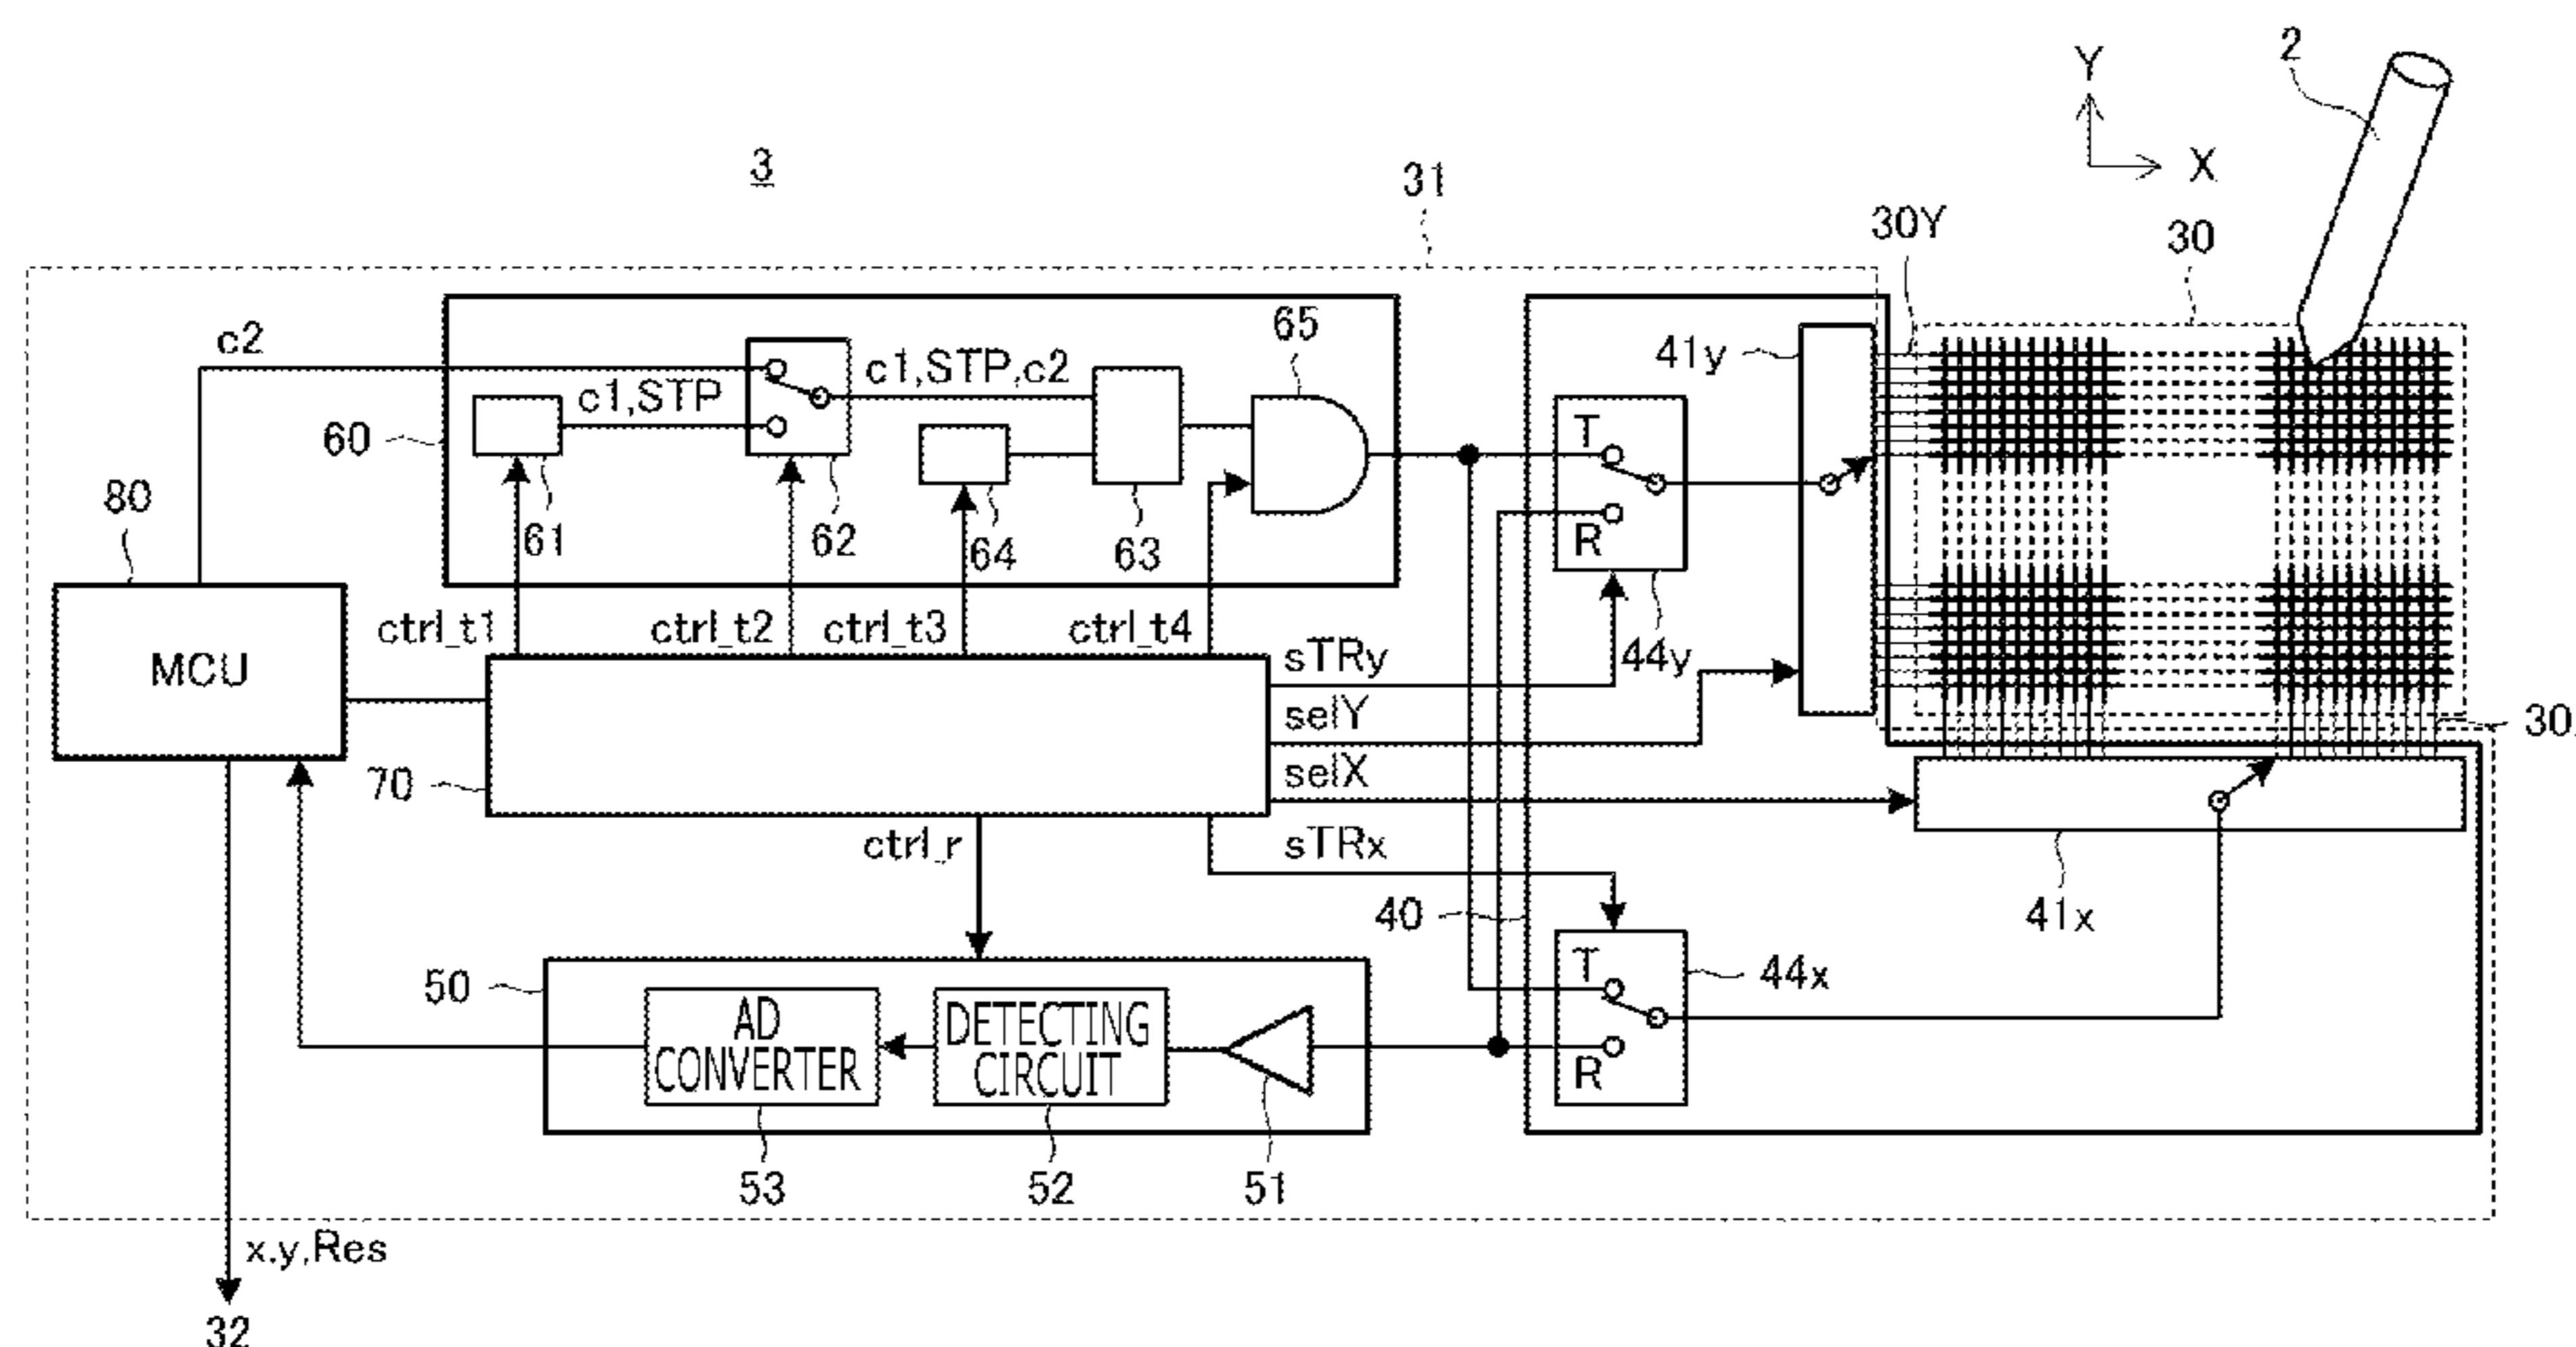 2
Y
X
3
31
30Y
30
c2
65
41y
c1,STP,c2
c1,STP
T
60
R
80
61
62
64
63
ctrl_t1
ctrl_t2
ctrl_t3
ctrl_t4
sTRy
44y
MCU
selY
30
selX
70
ctrl_r
sTRx
40
41x
T
44x
50
AD
CONVERTER
DETECTING
CIRCUIT
R
53
52
51
x.y,Res
32